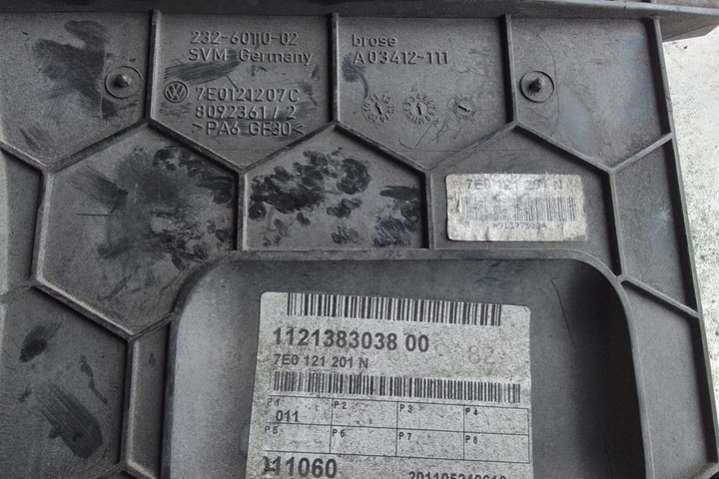 232-60110-02
SVM Germany
7E0121207C
8092361/2
>PA6 GF30<
brose
A03412-111
7E0 121 201 N
1121383038 00
82
7E0 121 201 N
P1 P2 P3 P4
011
P5 P6 P7 P8
11060